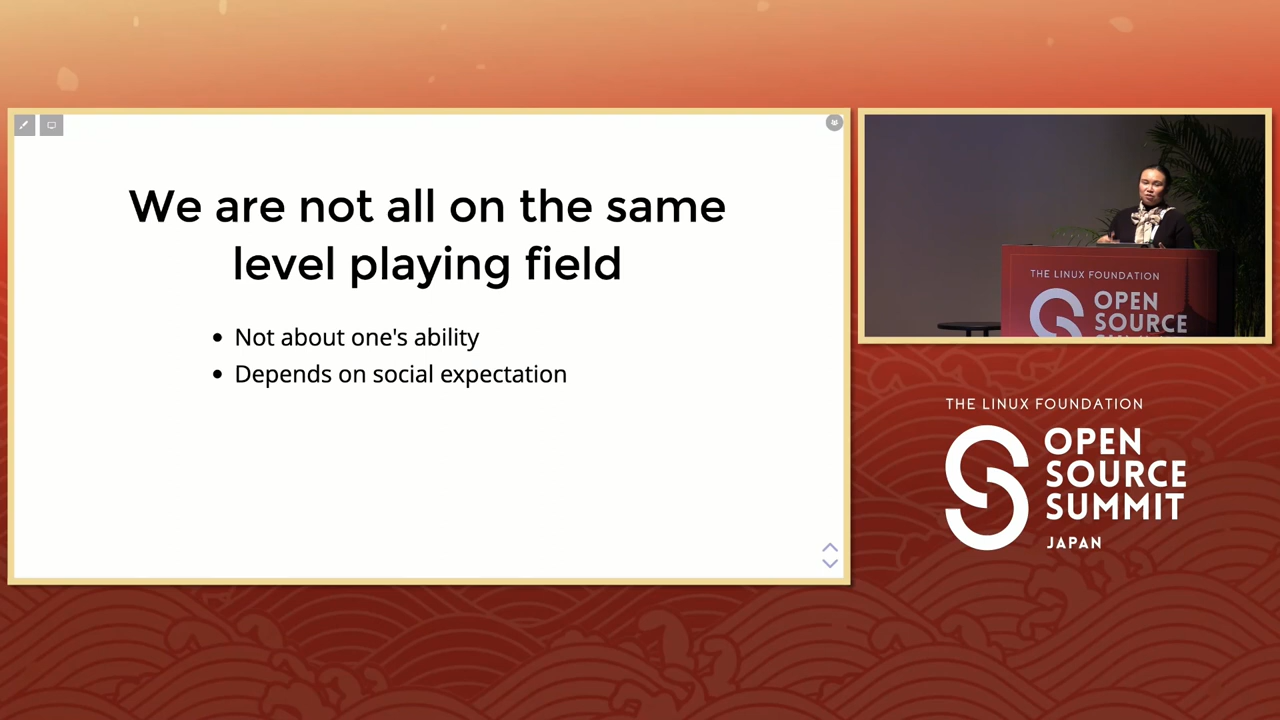 We are not all on the same
level playing field
Not about one's ability
Depends on social expectation
THE LINUX FOUNDATION
OPEN
SOURCE
THE LINUX FOUNDATION
OPEN
SOURCE
SUMMIT
JAPAN